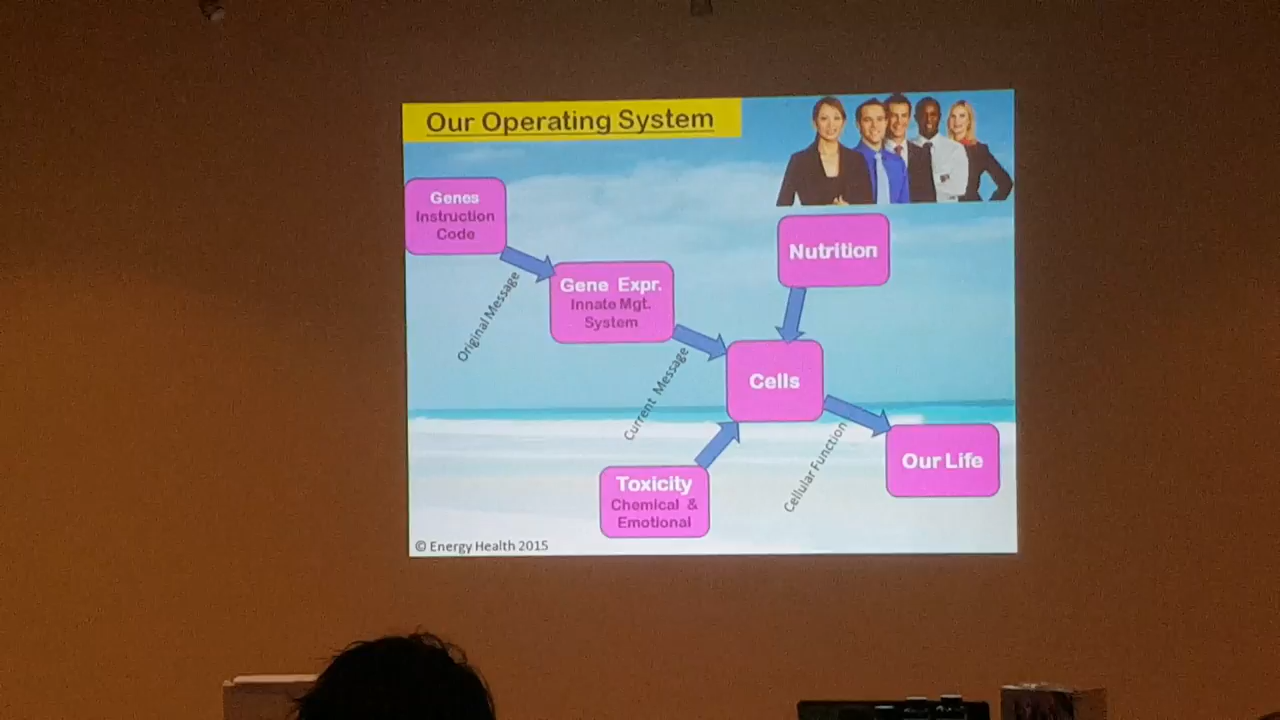 Our Operating System
Genes
Instruction
Code
Original Message
Gene Expr.
Innate Mgt.
System
Current Message
Nutrition
Cells
Toxicity
Chemical &
Emotional
Cellular Function
Our Life
© Energy Health 2015